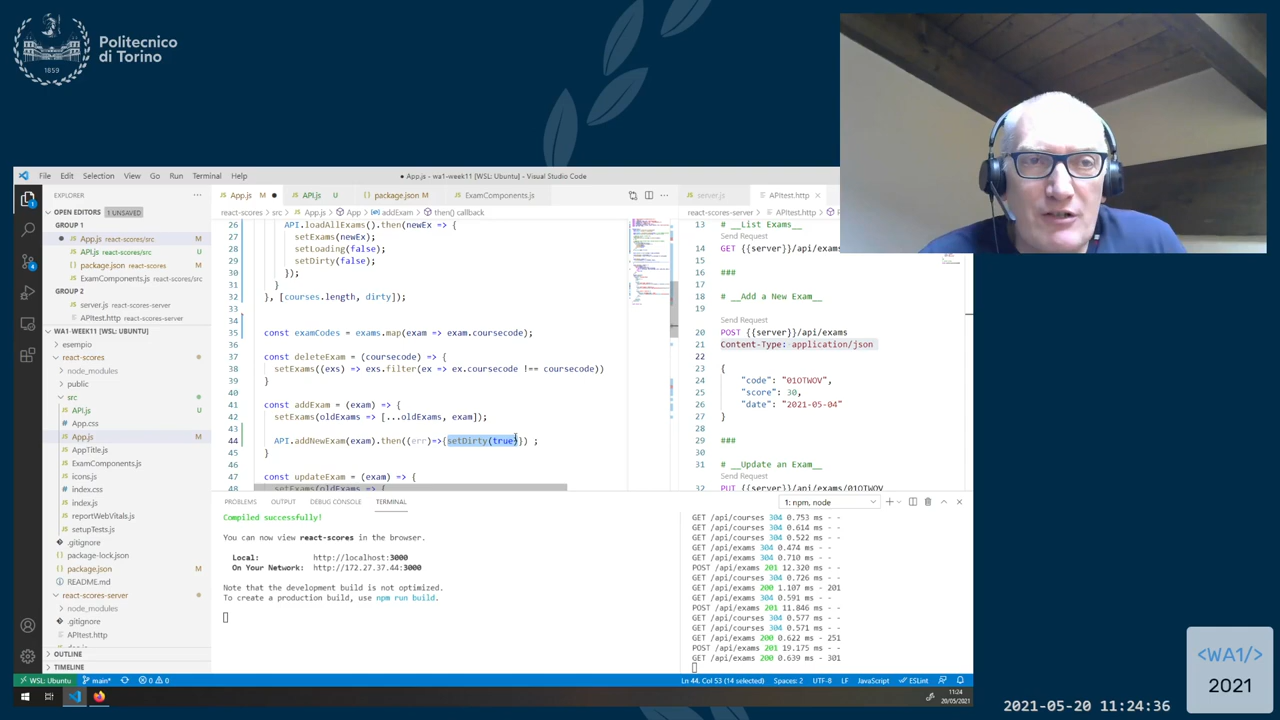 1859
Politecnico
di Torino
File Edit Selection View Go Run Terminal Help
● App.js - wa1-week11 [WSL: Ubuntu] - Visual Studio Code
EXPLORER
OPEN EDITORS 1 UNSAVED
GROUP 1
App.js react-scores/src M
API.js react-scores/src U
package.json react-scores M
ExamComponents.js react-scores/src
GROUP 2
server.js react-scores-server
APItest.http react-scores-server
WA1-WEEK11 [WSL: UBUNTU]
esempio
react-scores
node_modules
public
src
API.js U
App.css
App.js M
AppTitle.js
ExamComponents.js
icons.js
index.css
index.js
reportWebVitals.js
setupTests.js
.gitignore
package-lock.json
package.json M
README.md
react-scores-server
node_modules
.gitignore
APItest.http
OUTLINE
TIMELINE
App.js M
API.js U
package.json M
ExamComponents.js
react-scores > src > App.js > App > addExam > then() callback
26 API.loadAllExams().then(newEx => {
27 setExams(newEx);
28 setLoading(false);
29 setDirty(false);
30 });
31 }
32 }, [courses.length, dirty]);
33
34
35 const examCodes = exams.map(exam => exam.coursecode);
36
37 const deleteExam = (coursecode) => {
38 setExams((exs) => exs.filter(ex => ex.coursecode !== coursecode))
39 }
40
41 const addExam = (exam) => {
42 setExams(oldExams => [...oldExams, exam]);
43
44 API.addNewExam(exam).then((err)=>{setDirty(true)}) ;
45 }
46
47 const updateExam = (exam) => {
48 setExams(oldExams => {
server.js
APItest.http
react-scores-server > APItest.http >
13 # __List Exams__
Send Request
14 GET {{server}}/api/exams
15
16 ###
17
18 # __Add a New Exam__
19
Send Request
20 POST {{server}}/api/exams
21 Content-Type: application/json
22
23 {
24 "code": "01OTWOV",
25 "score": 30,
26 "date": "2021-05-04"
27 }
28
29 ###
30
31 # __Update an Exam__
Send Request
32 PUT {{server}}/api/exams/01OTWOV
PROBLEMS OUTPUT DEBUG CONSOLE TERMINAL
1: npm, node
Compiled successfully!
You can now view react-scores in the browser.
Local: http://localhost:3000
On Your Network: http://172.27.37.44:3000
Note that the development build is not optimized.
To create a production build, use npm run build.
GET /api/courses 304 0.753 ms - -
GET /api/courses 304 0.614 ms - -
GET /api/courses 304 0.522 ms - -
GET /api/exams 304 0.474 ms - -
GET /api/exams 304 0.710 ms - -
POST /api/exams 201 12.320 ms - -
GET /api/courses 304 0.726 ms - -
GET /api/exams 200 1.107 ms - 201
GET /api/exams 304 0.591 ms - -
POST /api/exams 201 11.846 ms - -
GET /api/courses 304 0.577 ms - -
GET /api/courses 304 0.571 ms - -
GET /api/exams 200 0.622 ms - 251
POST /api/exams 201 19.175 ms - -
GET /api/exams 200 0.639 ms - 301
WSL: Ubuntu main* 0 0
Ln 44, Col 53 (14 selected) Spaces: 2 UTF-8 LF JavaScript ESLint
11:24
20/05/2021
<WA1/>
2021
2021-05-20 11:24:36